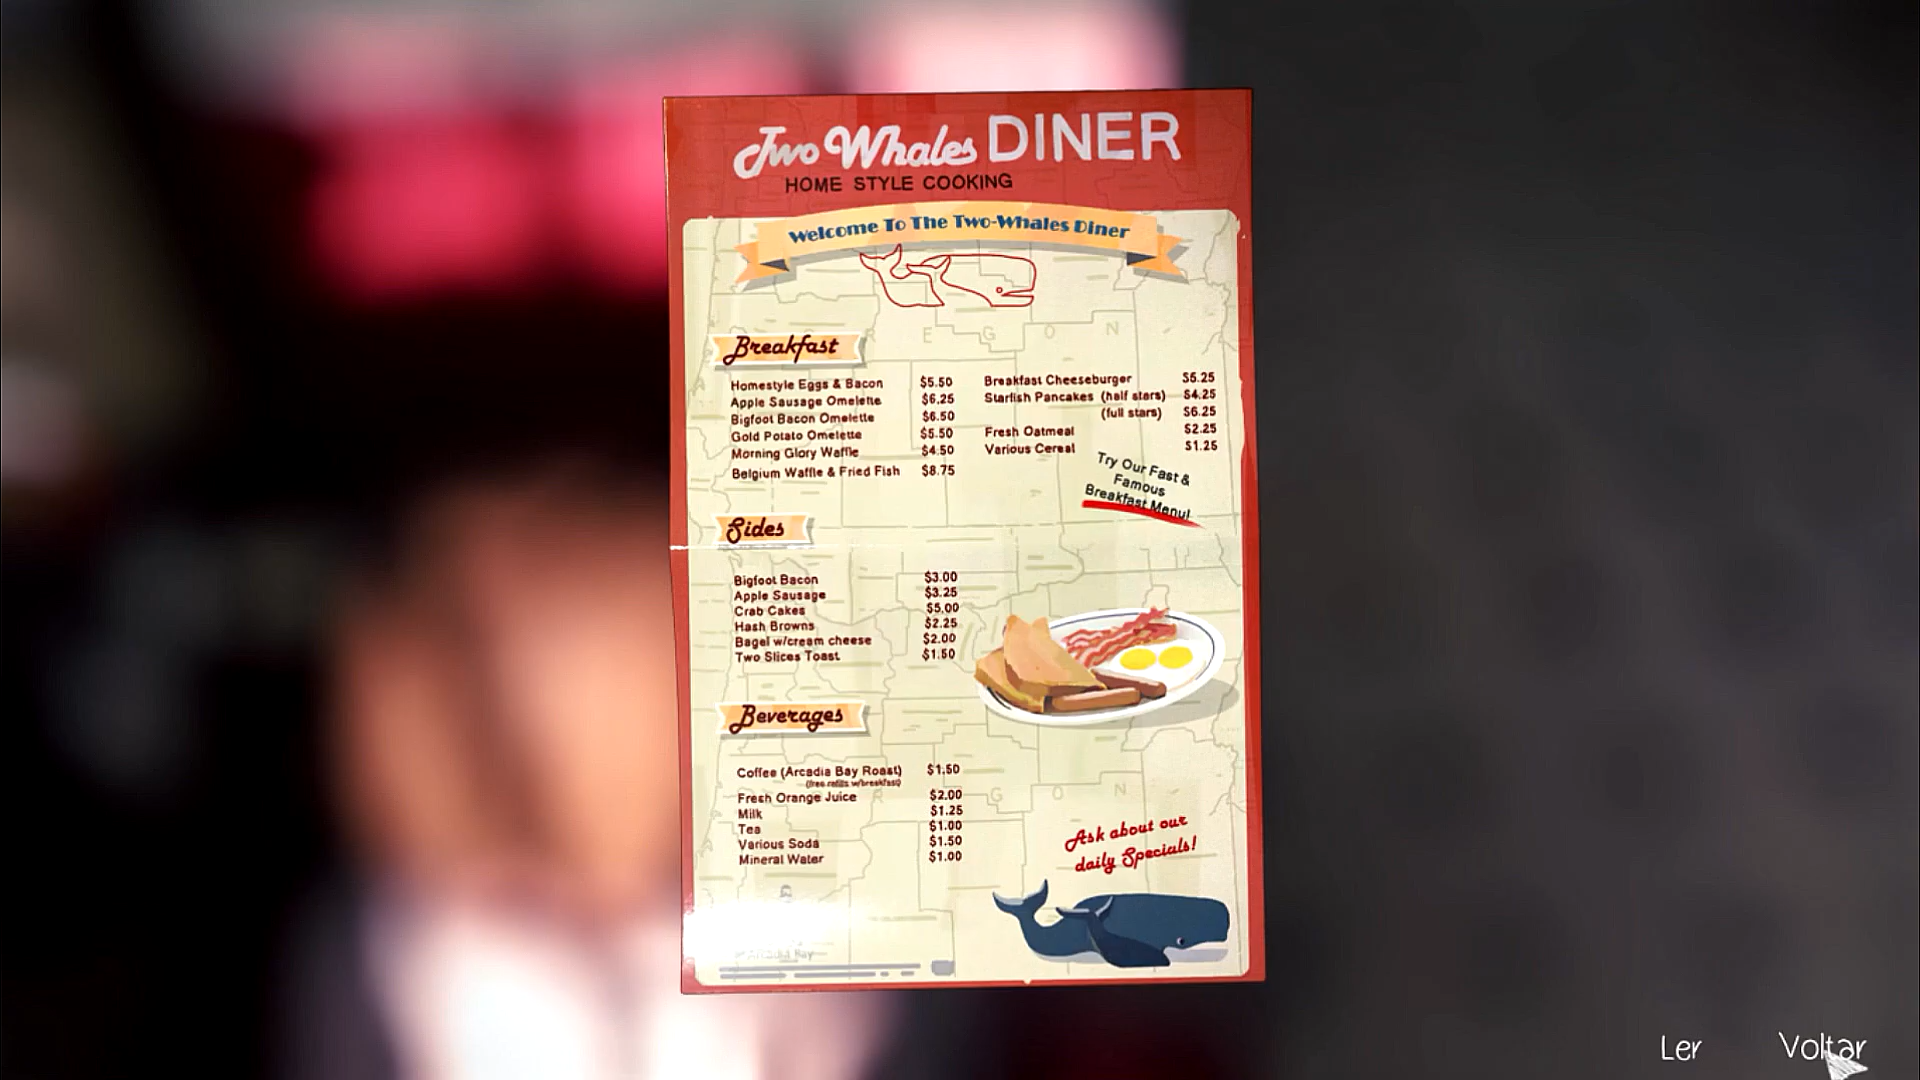 Two Whales DINER
HOME STYLE COOKING
Welcome To The Two-Whales Diner
E G O N
Breakfast
Homestyle Eggs & Bacon $5.50
Apple Sausage Omelette $6.25
Bigfoot Bacon Omelette $6.50
Gold Potato Omelette $5.50
Morning Glory Waffle $4.50
Belgium Waffle & Fried Fish $8.75
Breakfast Cheeseburger $5.25
Starfish Pancakes (half stars) $4.25
(full stars) $6.25
Fresh Oatmeal $2.25
Various Cereal $1.25
Try Our Fast &
Famous
Breakfast Menu!
Sides
Bigfoot Bacon $3.00
Apple Sausage $3.25
Crab Cakes $5.00
Hash Browns $2.25
Bagel w/cream cheese $2.00
Two Slices Toast $1.50
Beverages
Coffee (Arcadia Bay Roast) $1.50
(free refills w/breakfast)
Fresh Orange Juice $2.00
Milk $1.25
Tea $1.00
Various Soda $1.50
Mineral Water $1.00
R G O N
Ask about our
daily Specials!
Arcadia Bay
Ler Voltar